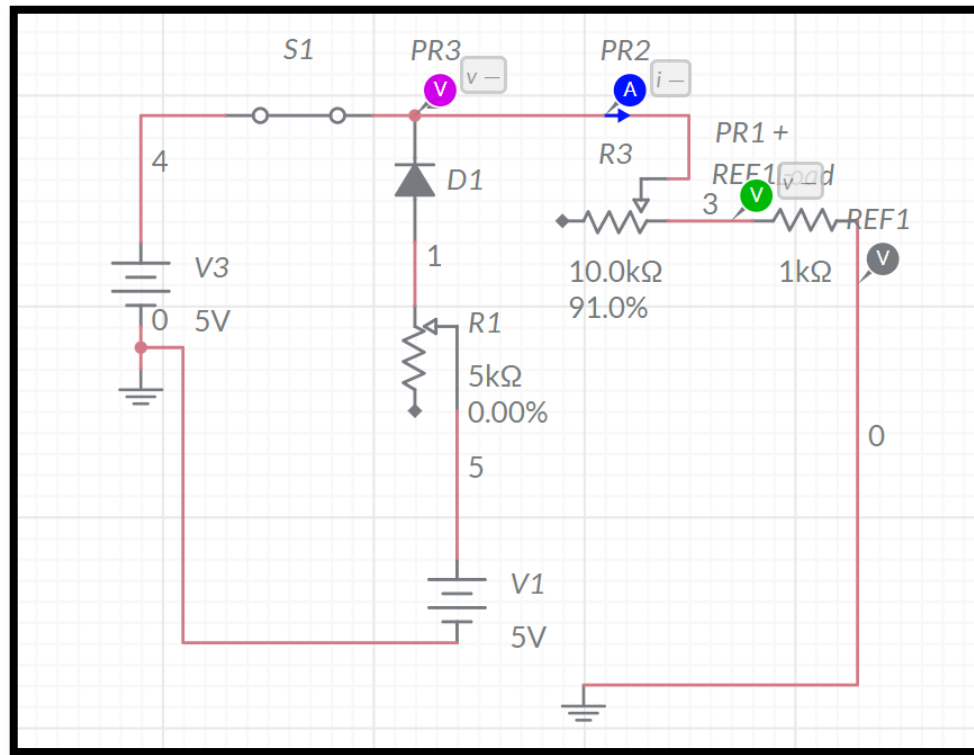 S1
PR3
V
v —
PR2
A
i —
4
D1
R3
PR1 +
REF1
V
v —
3
REF1
V
1
10.0kΩ
91.0%
1kΩ
V3
0
5V
R1
5kΩ
0.00%
5
0
V1
5V